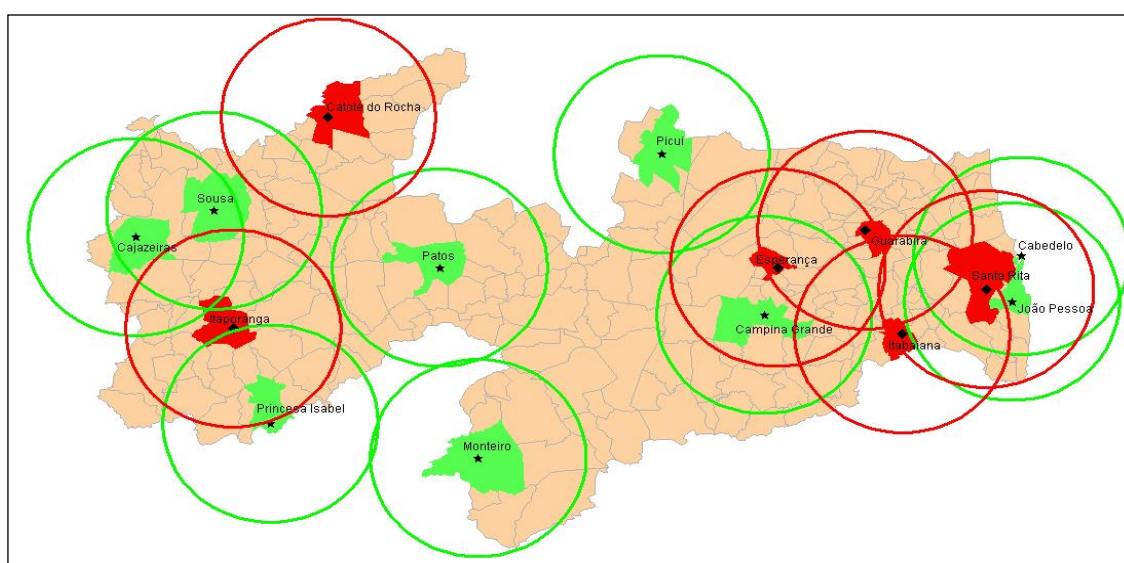 Catolé do Rocha
Picuí
Sousa
Cajazeiras
Patos
Esperança
Guarabira
Cabedelo
Santa Rita
João Pessoa
Itaporanga
Campina Grande
Itabaiana
Princesa Isabel
Monteiro